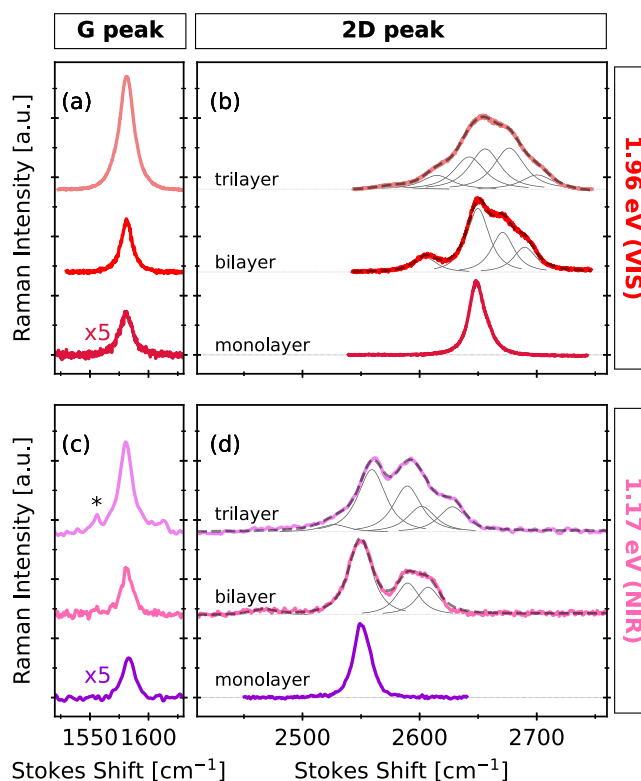 G peak
2D peak
(a)
(b)
trilayer
bilayer
x5
monolayer
Raman Intensity [a.u.]
1.96 eV (VIS)
(c)
(d)
*
trilayer
bilayer
x5
monolayer
Raman Intensity [a.u.]
1.17 eV (NIR)
1550 1600
2500 2600 2700
Stokes Shift [cm⁻¹]
Stokes Shift [cm⁻¹]